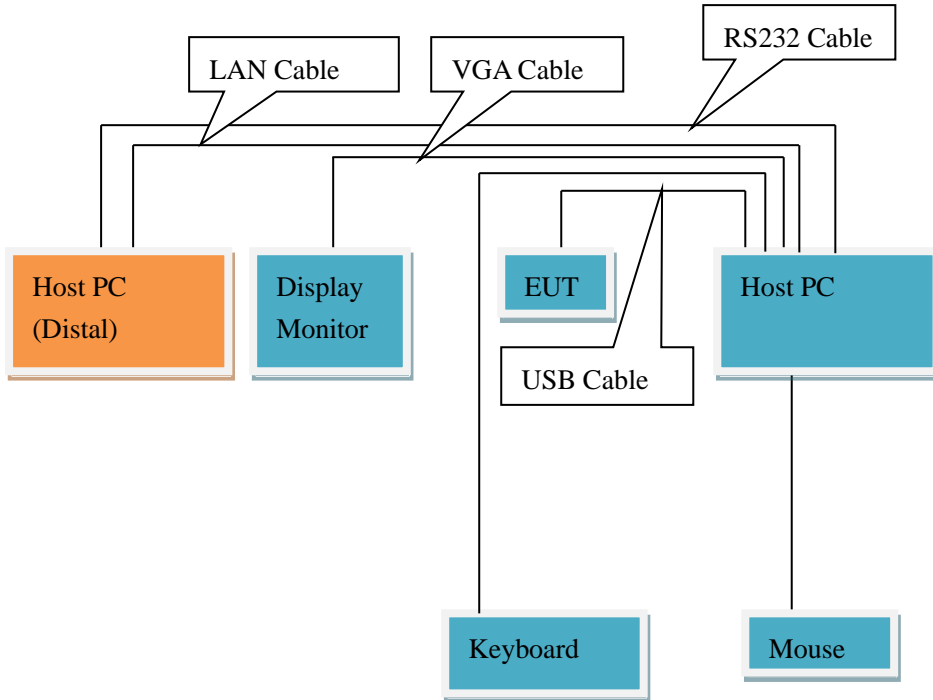 RS232 Cable
LAN Cable
VGA Cable
Host PC
(Distal)
Display
Monitor
EUT
Host PC
USB Cable
Keyboard
Mouse